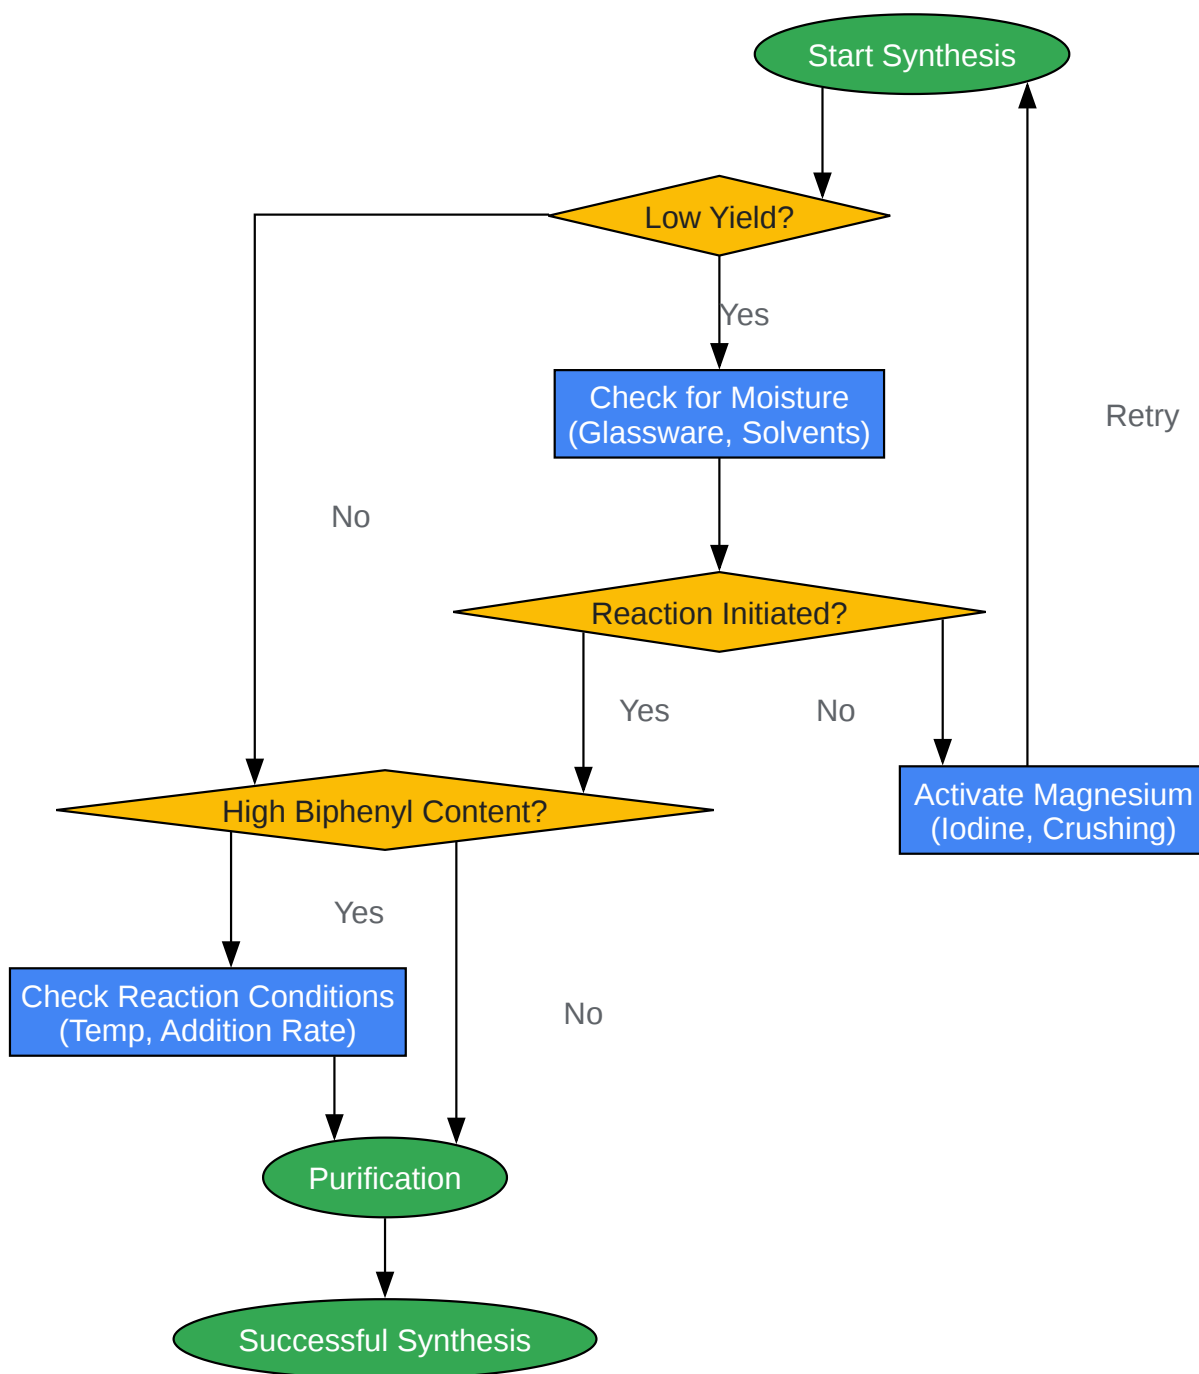 Start Synthesis
Low Yield?
Yes
Check for Moisture
(Glassware, Solvents)
Retry
No
Reaction Initiated?
Yes
No
Activate Magnesium
(Iodine, Crushing)
High Biphenyl Content?
Yes
Check Reaction Conditions
(Temp, Addition Rate)
No
Purification
Successful Synthesis